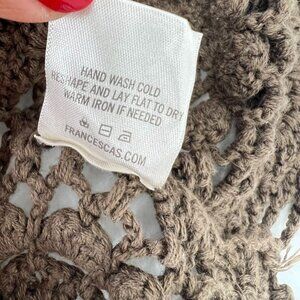 HAND WASH COLD
RESHAPE AND LAY FLAT TO DRY
WARM IRON IF NEEDED
FRANCESCAS.COM